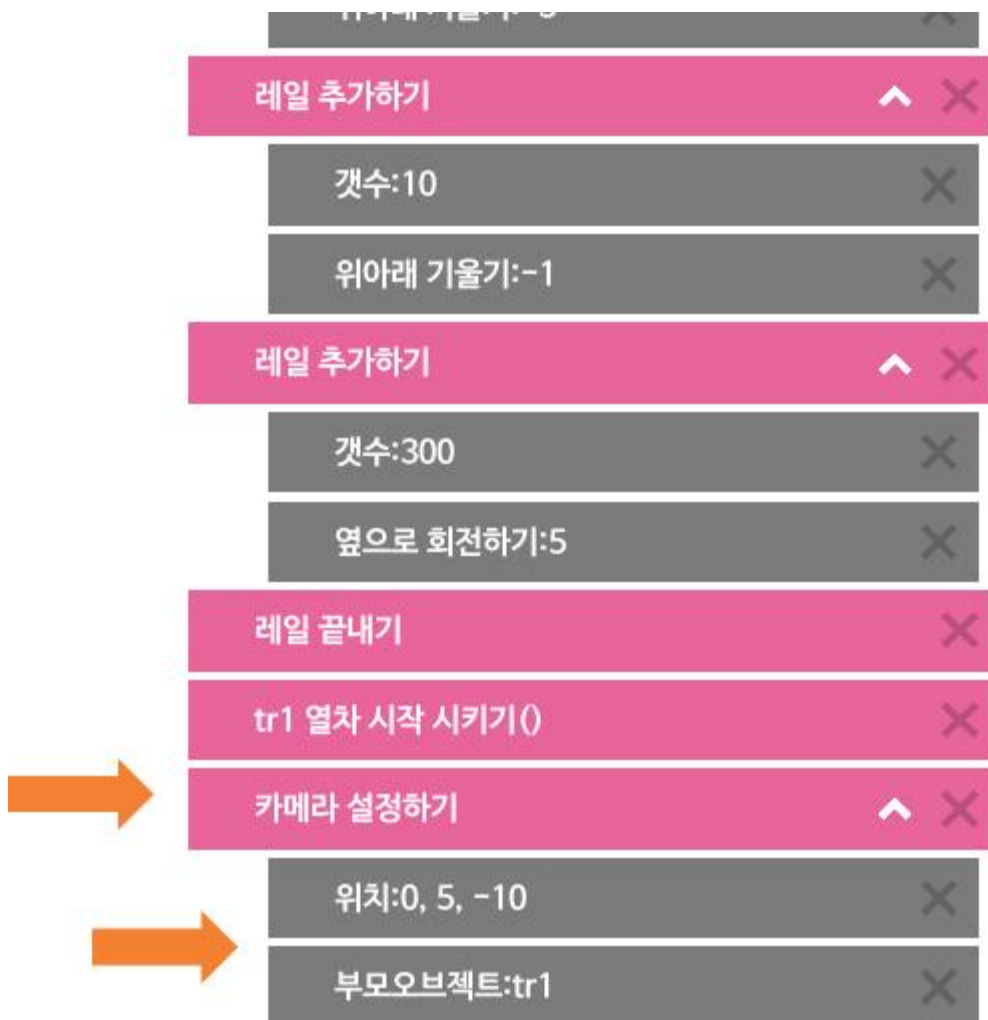 레일 추가하기
갯수:10
위아래 기울기:-1
레일 추가하기
갯수:300
옆으로 회전하기:5
레일 끝내기
tr1 열차 시작 시키기()
카메라 설정하기
위치:0, 5, -10
부모오브젝트:tr1